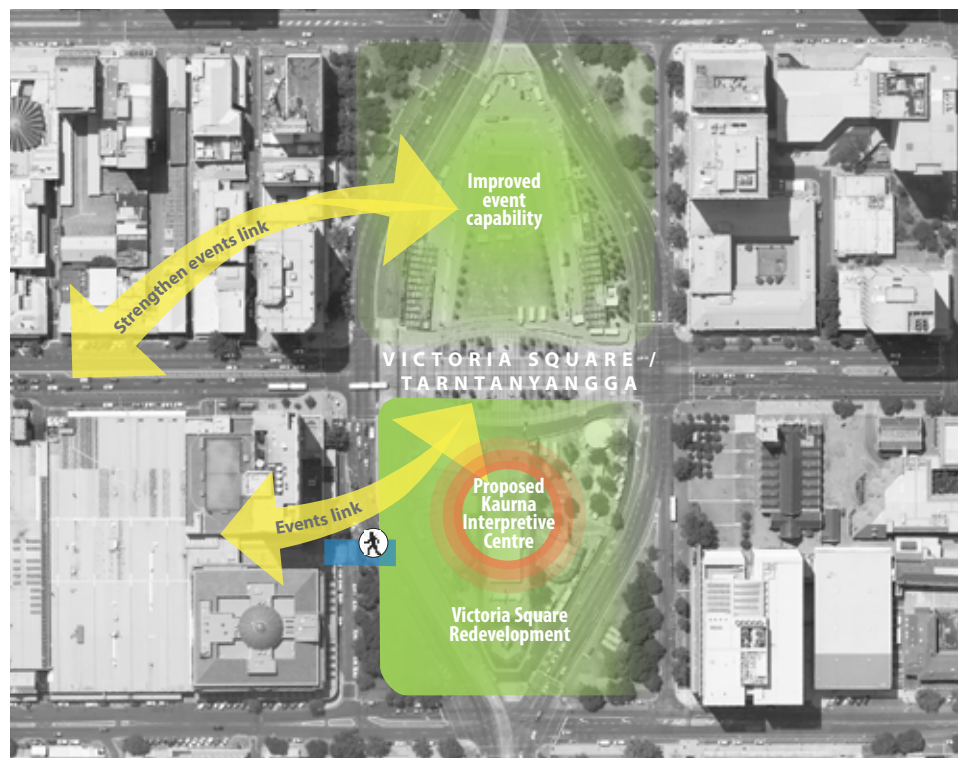 Improved
event
capability
Strengthen events link
VICTORIA SQUARE /
TARNTANYANGGA
Events link
Proposed
Kaurna
Interpretive
Centre
Victoria Square
Redevelopment